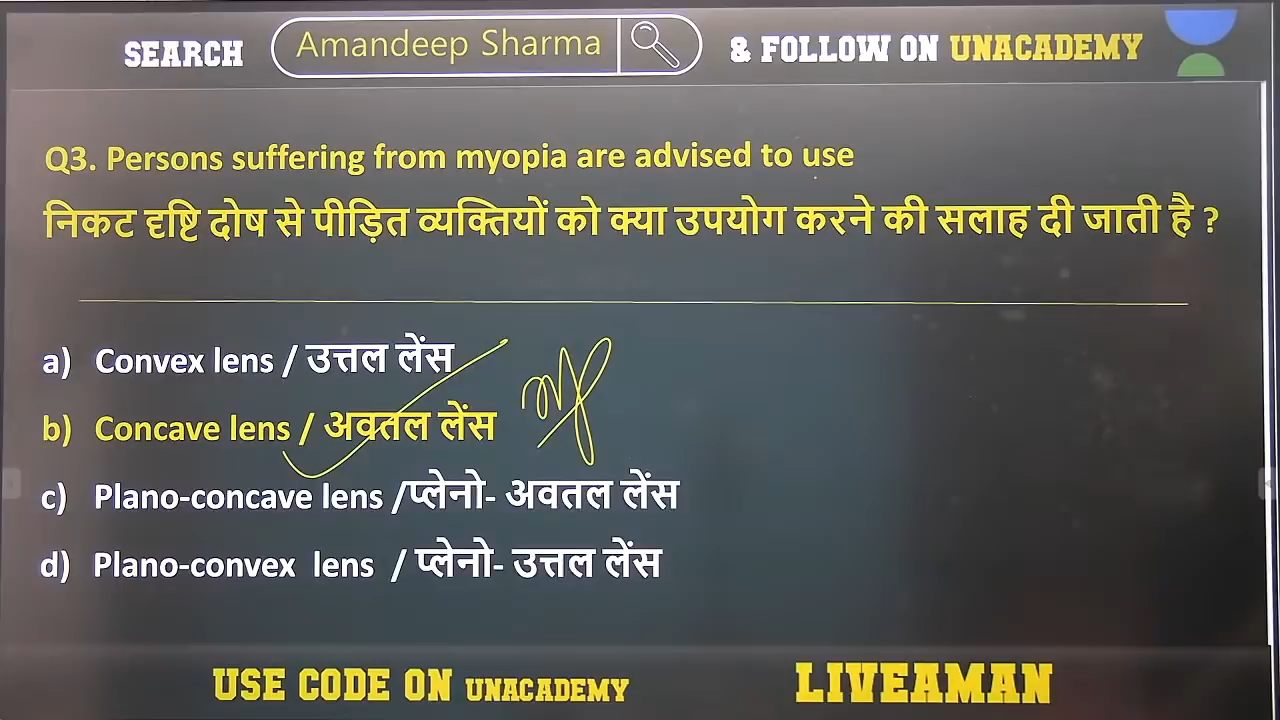 SEARCH Amandeep Sharma & FOLLOW ON UNACADEMY
Q3. Persons suffering from myopia are advised to use
निकट दृष्टि दोष से पीड़ित व्यक्तियों को क्या उपयोग करने की सलाह दी जाती है ?
a) Convex lens / उत्तल लेंस
b) Concave lens / अवतल लेंस
c) Plano-concave lens /प्लेनो- अवतल लेंस
d) Plano-convex lens / प्लेनो- उत्तल लेंस
USE CODE ON UNACADEMY LIVEAMAN